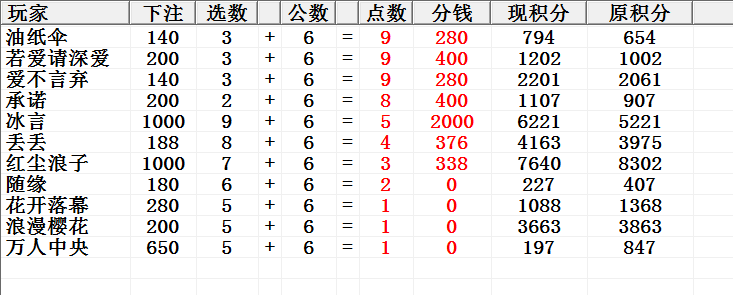 玩家 下注 选数 公数 点数 分钱 现积分 原积分
油纸伞 140 3 + 6 = 9 280 794 654
若爱请深爱 200 3 + 6 = 9 400 1202 1002
爱不言弃 140 3 + 6 = 9 280 2201 2061
承诺 200 2 + 6 = 8 400 1107 907
冰言 1000 9 + 6 = 5 2000 6221 5221
丢丢 188 8 + 6 = 4 376 4163 3975
红尘浪子 1000 7 + 6 = 3 338 7640 8302
随缘 180 6 + 6 = 2 0 227 407
花开落幕 280 5 + 6 = 1 0 1088 1368
浪漫樱花 200 5 + 6 = 1 0 3663 3863
万人中央 650 5 + 6 = 1 0 197 847